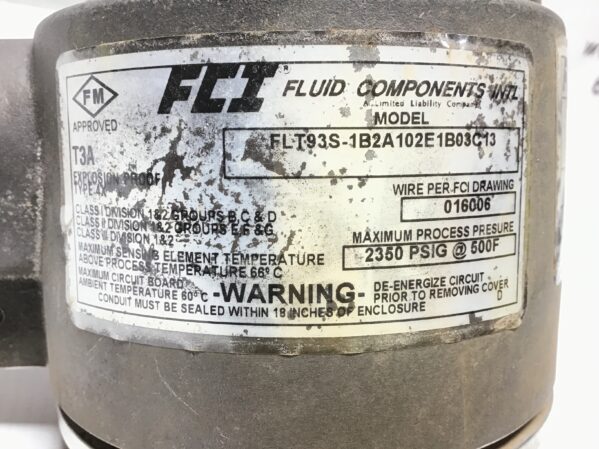 FCI FLUID COMPONENTS INTL
A Limited Liability Company
FM
APPROVED
MODEL
FLT93S-1B2A102E1B03C13
T3A
EXPLOSION PROOF
TYPE
WIRE PER-FCI DRAWING
016006
CLASS I DIVISION 1&2 GROUPS B,C & D
CLASS II DIVISION 1&2 GROUPS E,F &G
CLASS III DIVISION 1&2
MAXIMUM PROCESS PRESURE
2350 PSIG @ 500F
MAXIMUM SENSING ELEMENT TEMPERATURE
ABOVE PROCESS TEMPERATURE 66°C
MAXIMUM CIRCUIT BOARD
AMBIENT TEMPERATURE 60°C
-WARNING-
DE-ENERGIZE CIRCUIT
PRIOR TO REMOVING COVER
D
CONDUIT MUST BE SEALED WITHIN 18 INCHES OF ENCLOSURE